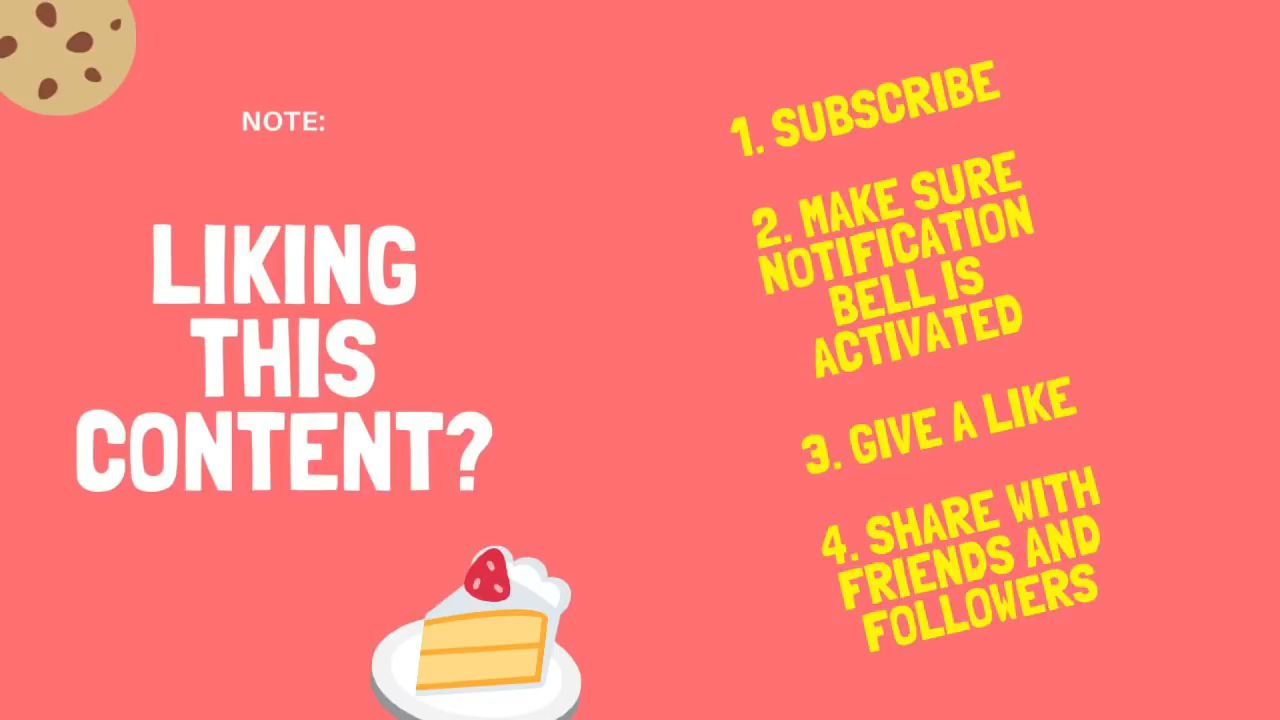 NOTE:
LIKING
THIS
CONTENT?
1. SUBSCRIBE
2. MAKE SURE
NOTIFICATION
BELL IS
ACTIVATED
3. GIVE A LIKE
4. SHARE WITH
FRIENDS AND
FOLLOWERS